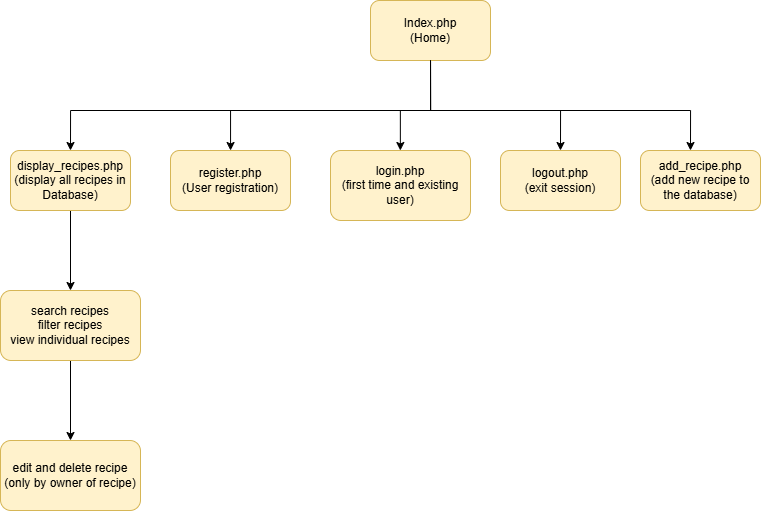 Index.php
(Home)
display_recipes.php
(display all recipes in
Database)
register.php
(User registration)
login.php
(first time and existing
user)
logout.php
(exit session)
add_recipe.php
(add new recipe to
the database)
search recipes
filter recipes
view individual recipes
edit and delete recipe
(only by owner of recipe)